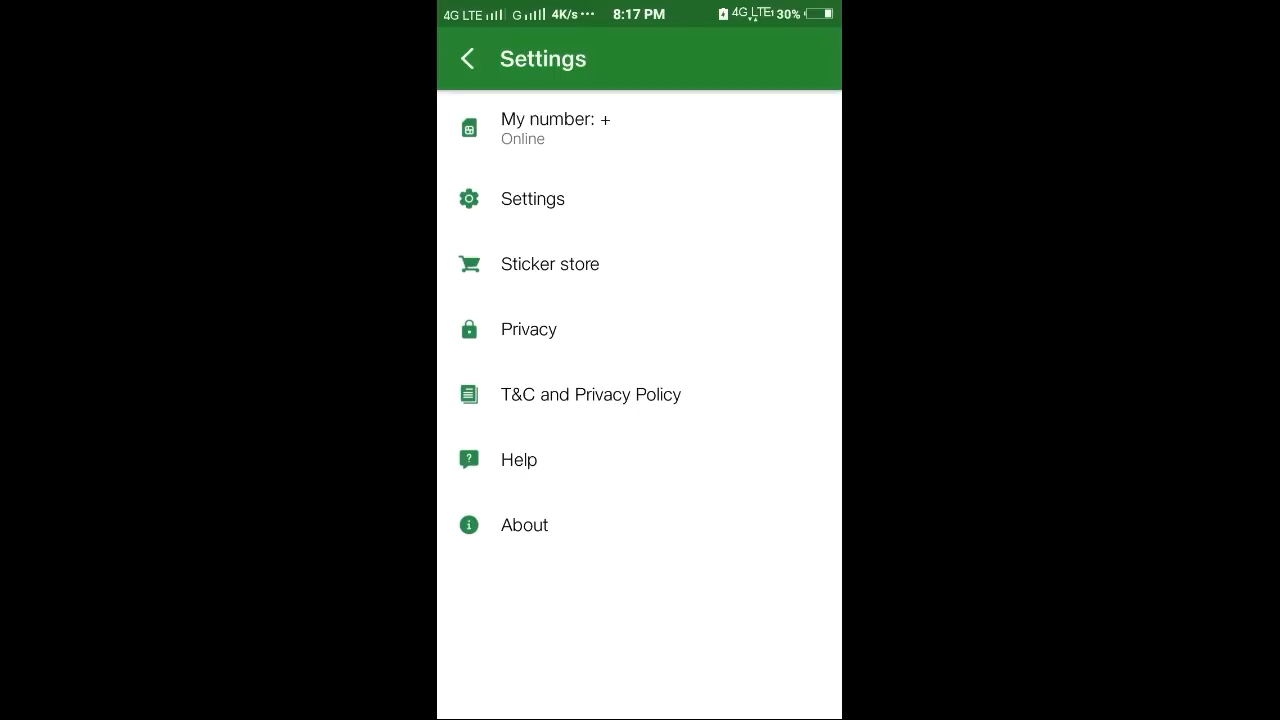 4G LTE G 4K/s ··· 8:17 PM 4G LTE 30%
Settings
My number: +
Online
Settings
Sticker store
Privacy
T&C and Privacy Policy
Help
About